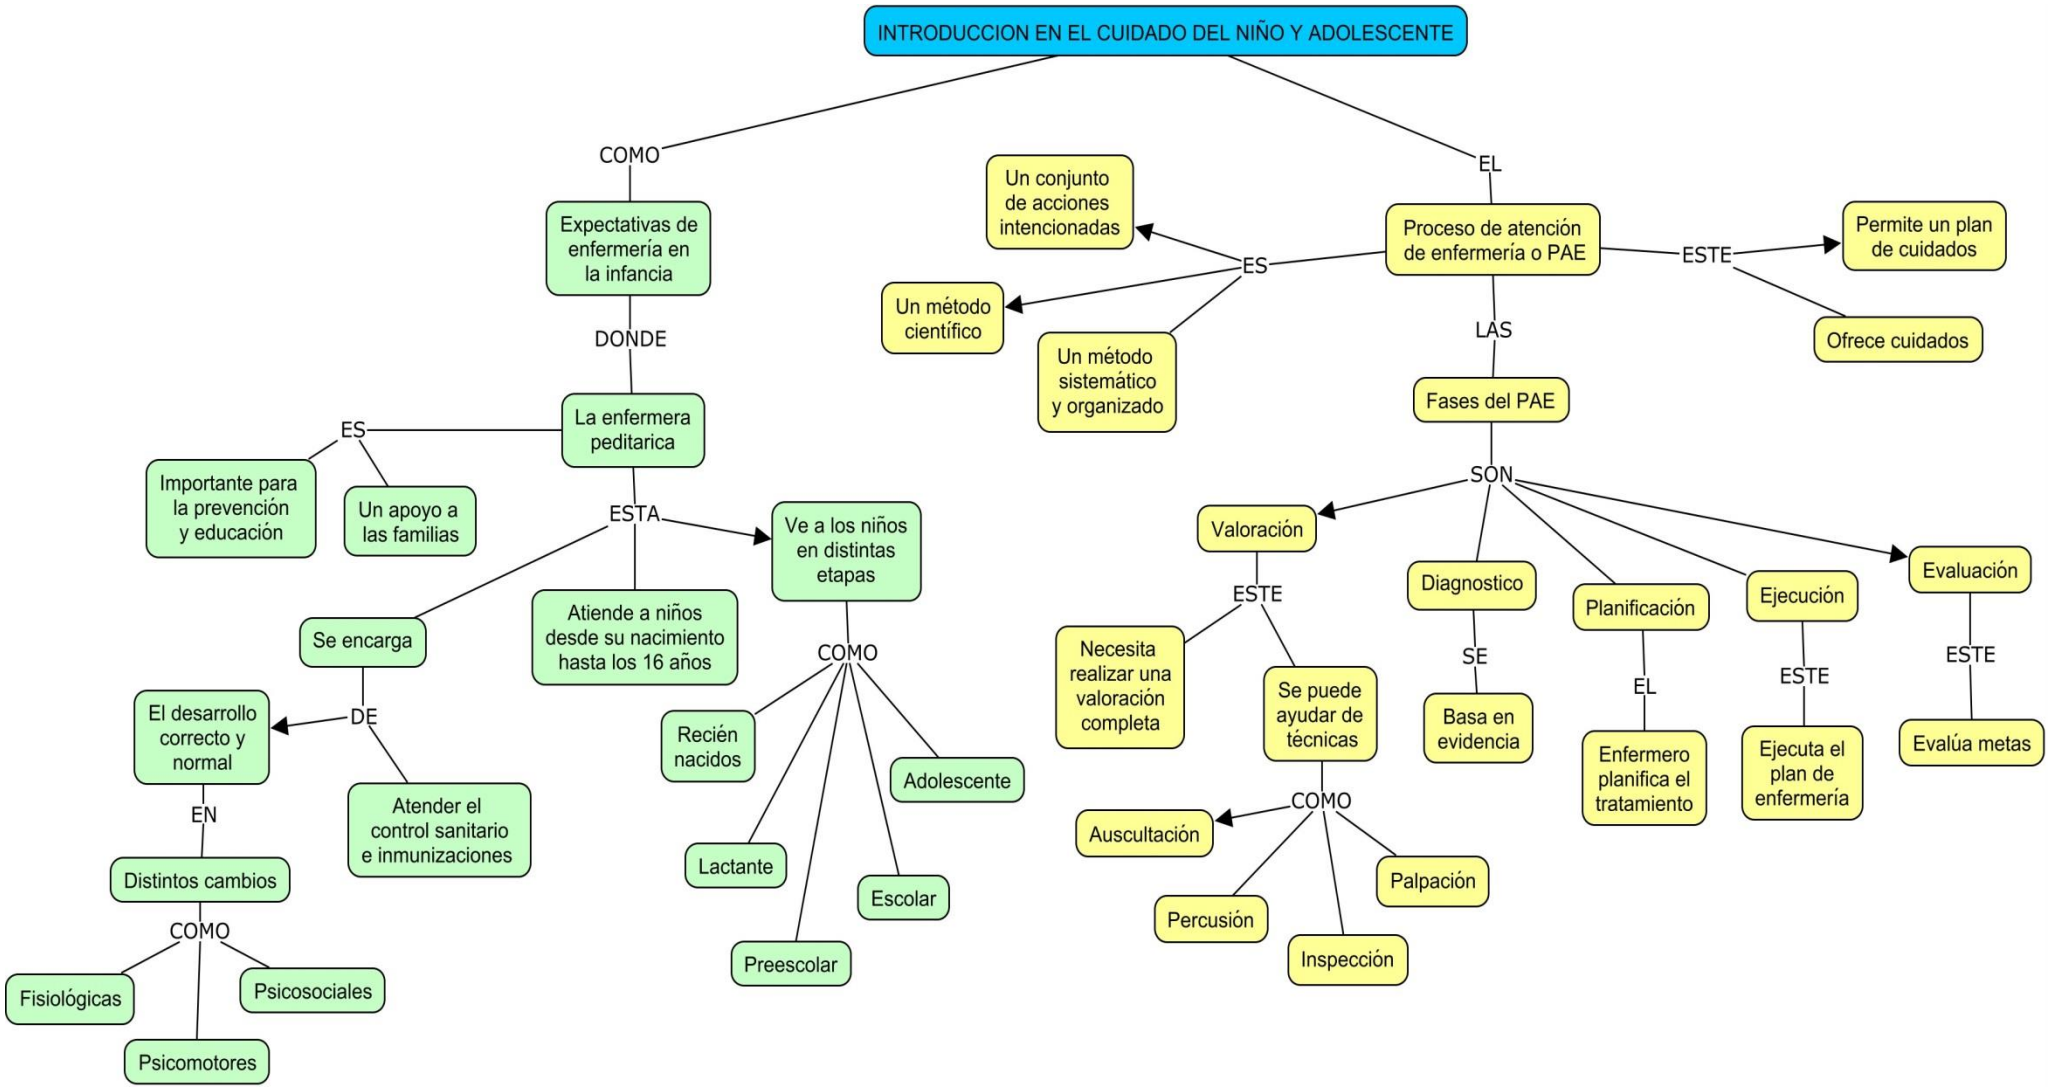 INTRODUCCION EN EL CUIDADO DEL NIÑO Y ADOLESCENTE
COMO
Expectativas de
enfermería en
la infancia
DONDE
La enfermera
peditarica
ES
Importante para
la prevención
y educación
Un apoyo a
las familias
ESTA
Se encarga
DE
El desarrollo
correcto y
normal
EN
Distintos cambios
COMO
Fisiológicas
Psicomotores
Psicosociales
Atender el
control sanitario
e inmunizaciones
Atiende a niños
desde su nacimiento
hasta los 16 años
Ve a los niños
en distintas
etapas
COMO
Recién
nacidos
Lactante
Preescolar
Escolar
Adolescente
EL
Proceso de atención
de enfermería o PAE
ES
Un conjunto
de acciones
intencionadas
Un método
científico
Un método
sistemático
y organizado
ESTE
Permite un plan
de cuidados
Ofrece cuidados
LAS
Fases del PAE
SON
Valoración
ESTE
Necesita
realizar una
valoración
completa
Se puede
ayudar de
técnicas
COMO
Auscultación
Percusión
Inspección
Palpación
Diagnostico
SE
Basa en
evidencia
Planificación
EL
Enfermero
planifica el
tratamiento
Ejecución
ESTE
Ejecuta el
plan de
enfermería
Evaluación
ESTE
Evalúa metas